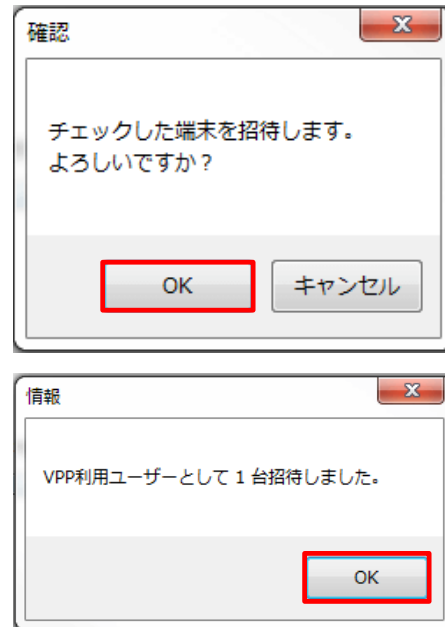 確認
チェックした端末を招待します。
よろしいですか？
OK キャンセル
情報
VPP利用ユーザーとして 1 台招待しました。
OK